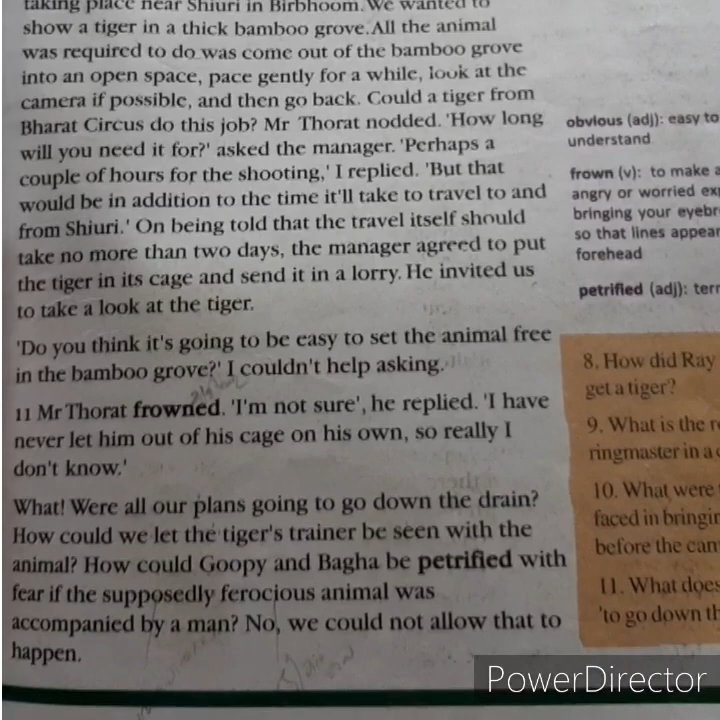 taking place near Shiuri in Birbhoom. We wanted to
show a tiger in a thick bamboo grove. All the animal
was required to do was come out of the bamboo grove
into an open space, pace gently for a while, look at the
camera if possible, and then go back. Could a tiger from
Bharat Circus do this job? Mr Thorat nodded. 'How long
will you need it for?' asked the manager. 'Perhaps a
couple of hours for the shooting,' I replied. 'But that
would be in addition to the time it'll take to travel to and
from Shiuri.' On being told that the travel itself should
take no more than two days, the manager agreed to put
the tiger in its cage and send it in a lorry. He invited us
to take a look at the tiger.
'Do you think it's going to be easy to set the animal free
in the bamboo grove?' I couldn't help asking.
11 Mr Thorat frowned. 'I'm not sure', he replied. 'I have
never let him out of his cage on his own, so really I
don't know.'
What! Were all our plans going to go down the drain?
How could we let the tiger's trainer be seen with the
animal? How could Goopy and Bagha be petrified with
fear if the supposedly ferocious animal was
accompanied by a man? No, we could not allow that to
happen.
obvious (adj): easy to
understand
frown (v): to make a
angry or worried exp
bringing your eyebr
so that lines appear
forehead
petrified (adj): terr
8. How did Ray
get a tiger?
9. What is the r
ringmaster in a
10. What were
faced in bringin
before the cam
11. What does
'to go down th
PowerDirector